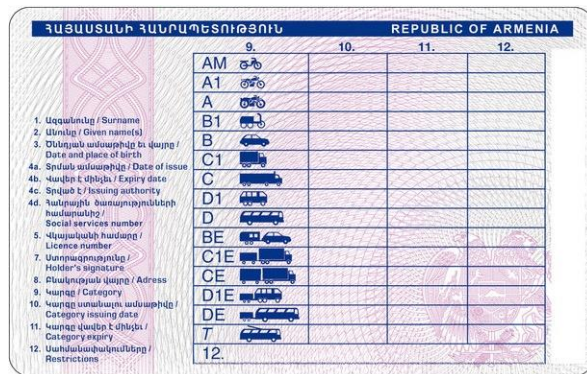 ՀԱՅԱՍՏԱՆԻ ՀԱՆՐԱՊԵՏՈՒԹՅՈՒՆ REPUBLIC OF ARMENIA
9. 10. 11. 12.
AM
A1
A
B1
B
C1
C
D1
D
BE
C1E
CE
D1E
DE
T
12.
1. Ազգանունը / Surname
2. Անունը / Given name(s)
3. Ծննդյան ամսաթիվը եւ վայրը /
Date and place of birth
4a. Տրման ամսաթիվը / Date of issue
4b. Վավեր է մինչեւ / Expiry date
4c. Տրված է / Issuing authority
4d. Հանրային ծառայությունների
համարանիշ /
Social services number
5. Վկայականի համարը /
Licence number
7. Ստորագրությունը /
Holder's signature
8. Բնակության վայրը / Adress
9. Կարգը / Category
10. Կարգը ստանալու ամսաթիվը /
Category issuing date
11. Կարգը վավեր է մինչեւ /
Category expiry
12. Սահմանափակումները /
Restrictions